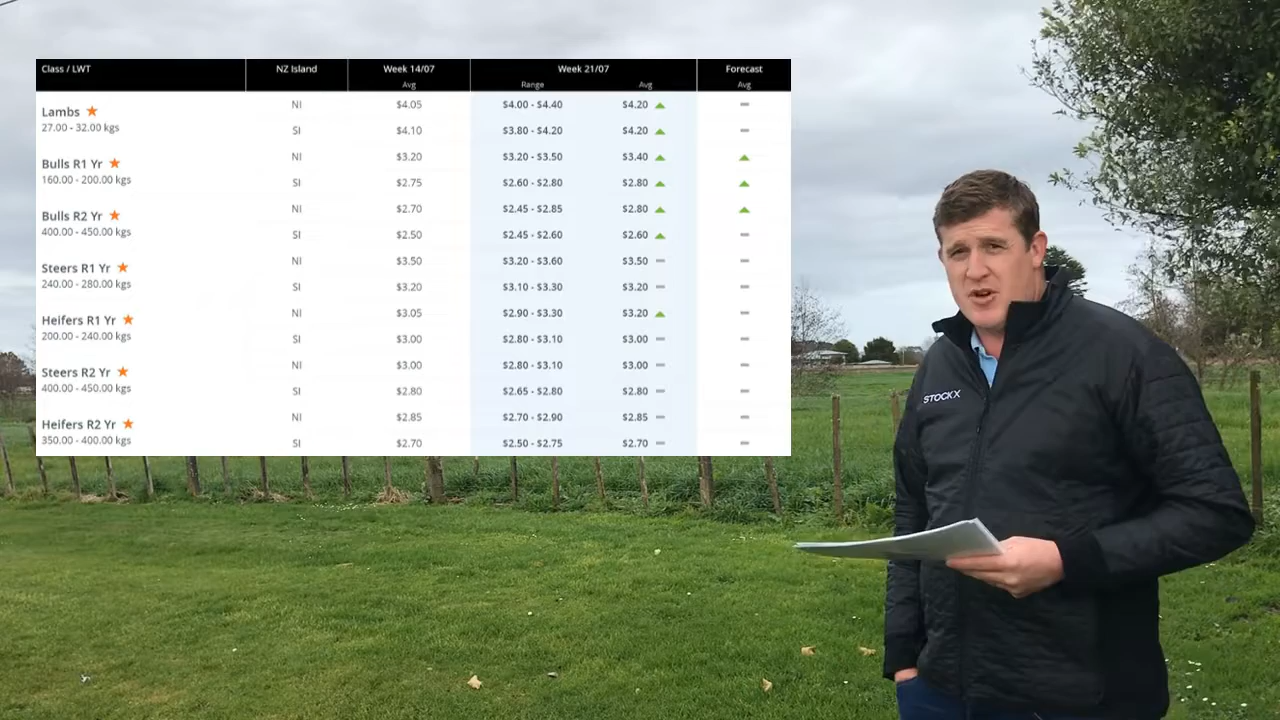 Class / LWT NZ Island Week 14/07 Week 21/07 Forecast
Avg Range Avg Avg
Lambs
27.00 - 32.00 kgs
NI $4.05 $4.00 - $4.40 $4.20
SI $4.10 $3.80 - $4.20 $4.20
Bulls R1 Yr
160.00 - 200.00 kgs
NI $3.20 $3.20 - $3.50 $3.40
SI $2.75 $2.60 - $2.80 $2.80
Bulls R2 Yr
400.00 - 450.00 kgs
NI $2.70 $2.45 - $2.85 $2.80
SI $2.50 $2.45 - $2.60 $2.60
Steers R1 Yr
240.00 - 280.00 kgs
NI $3.50 $3.20 - $3.60 $3.50
SI $3.20 $3.10 - $3.30 $3.20
Heifers R1 Yr
200.00 - 240.00 kgs
NI $3.05 $2.90 - $3.30 $3.20
SI $3.00 $2.80 - $3.10 $3.00
Steers R2 Yr
400.00 - 450.00 kgs
NI $3.00 $2.80 - $3.10 $3.00
SI $2.80 $2.65 - $2.80 $2.80
Heifers R2 Yr
350.00 - 400.00 kgs
NI $2.85 $2.70 - $2.90 $2.85
SI $2.70 $2.50 - $2.75 $2.70
STOCKX